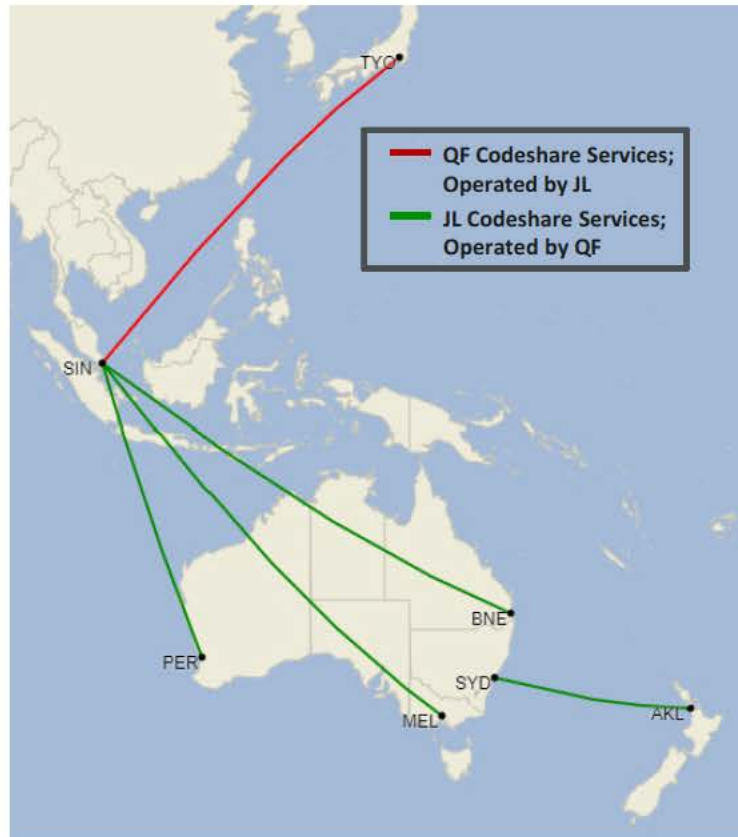 TYO
QF Codeshare Services;
Operated by JL
JL Codeshare Services;
Operated by QF
SIN
BNE
PER
SYD
MEL
AKL